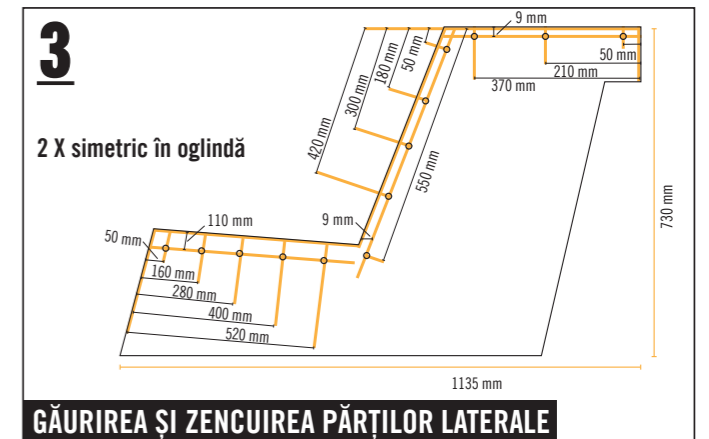 3
9 mm
50 mm
180 mm
50 mm
210 mm
300 mm
370 mm
420 mm
2 X simetric în oglindă
550 mm
730 mm
110 mm
9 mm
50 mm
160 mm
280 mm
400 mm
520 mm
1135 mm
GĂURIREA ȘI ZENCUIREA PĂRȚILOR LATERALE